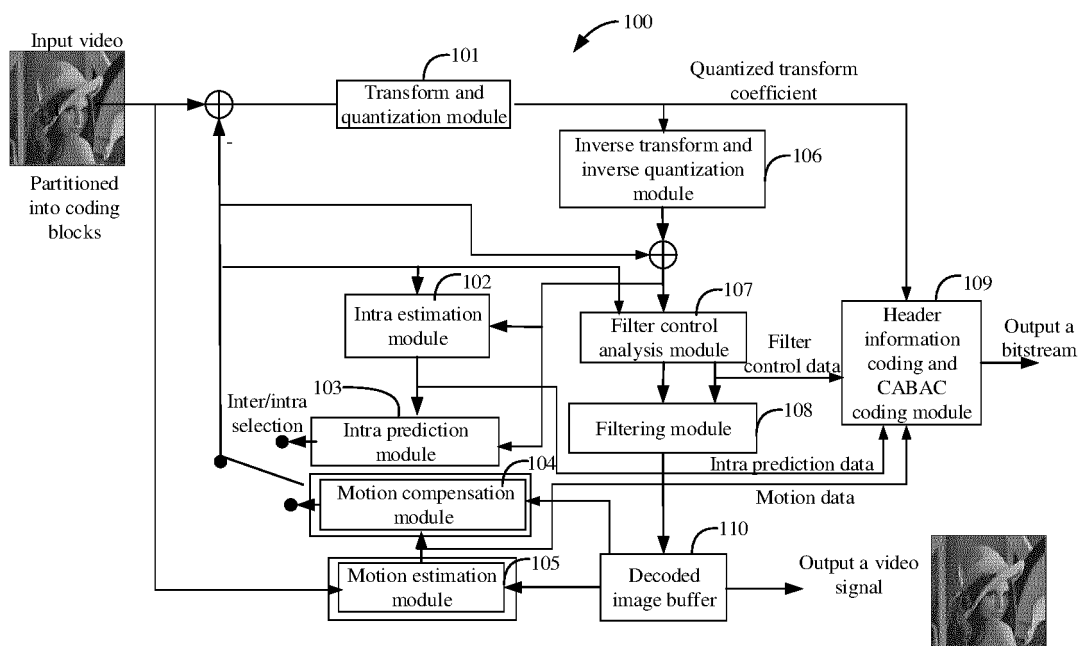 Input video
100
101
Transform and
quantization module
Quantized transform
coefficient
-
Inverse transform and
inverse quantization
module
106
Partitioned
into coding
blocks
102
Intra estimation
module
107
Filter control
analysis module
109
Header
information
coding and
CABAC
coding module
Output a
bitstream
Filter
control data
103
Inter/intra
selection
Intra prediction
module
108
Filtering module
Intra prediction data
104
Motion compensation
module
Motion data
105
Motion estimation
module
110
Decoded
image buffer
Output a video
signal